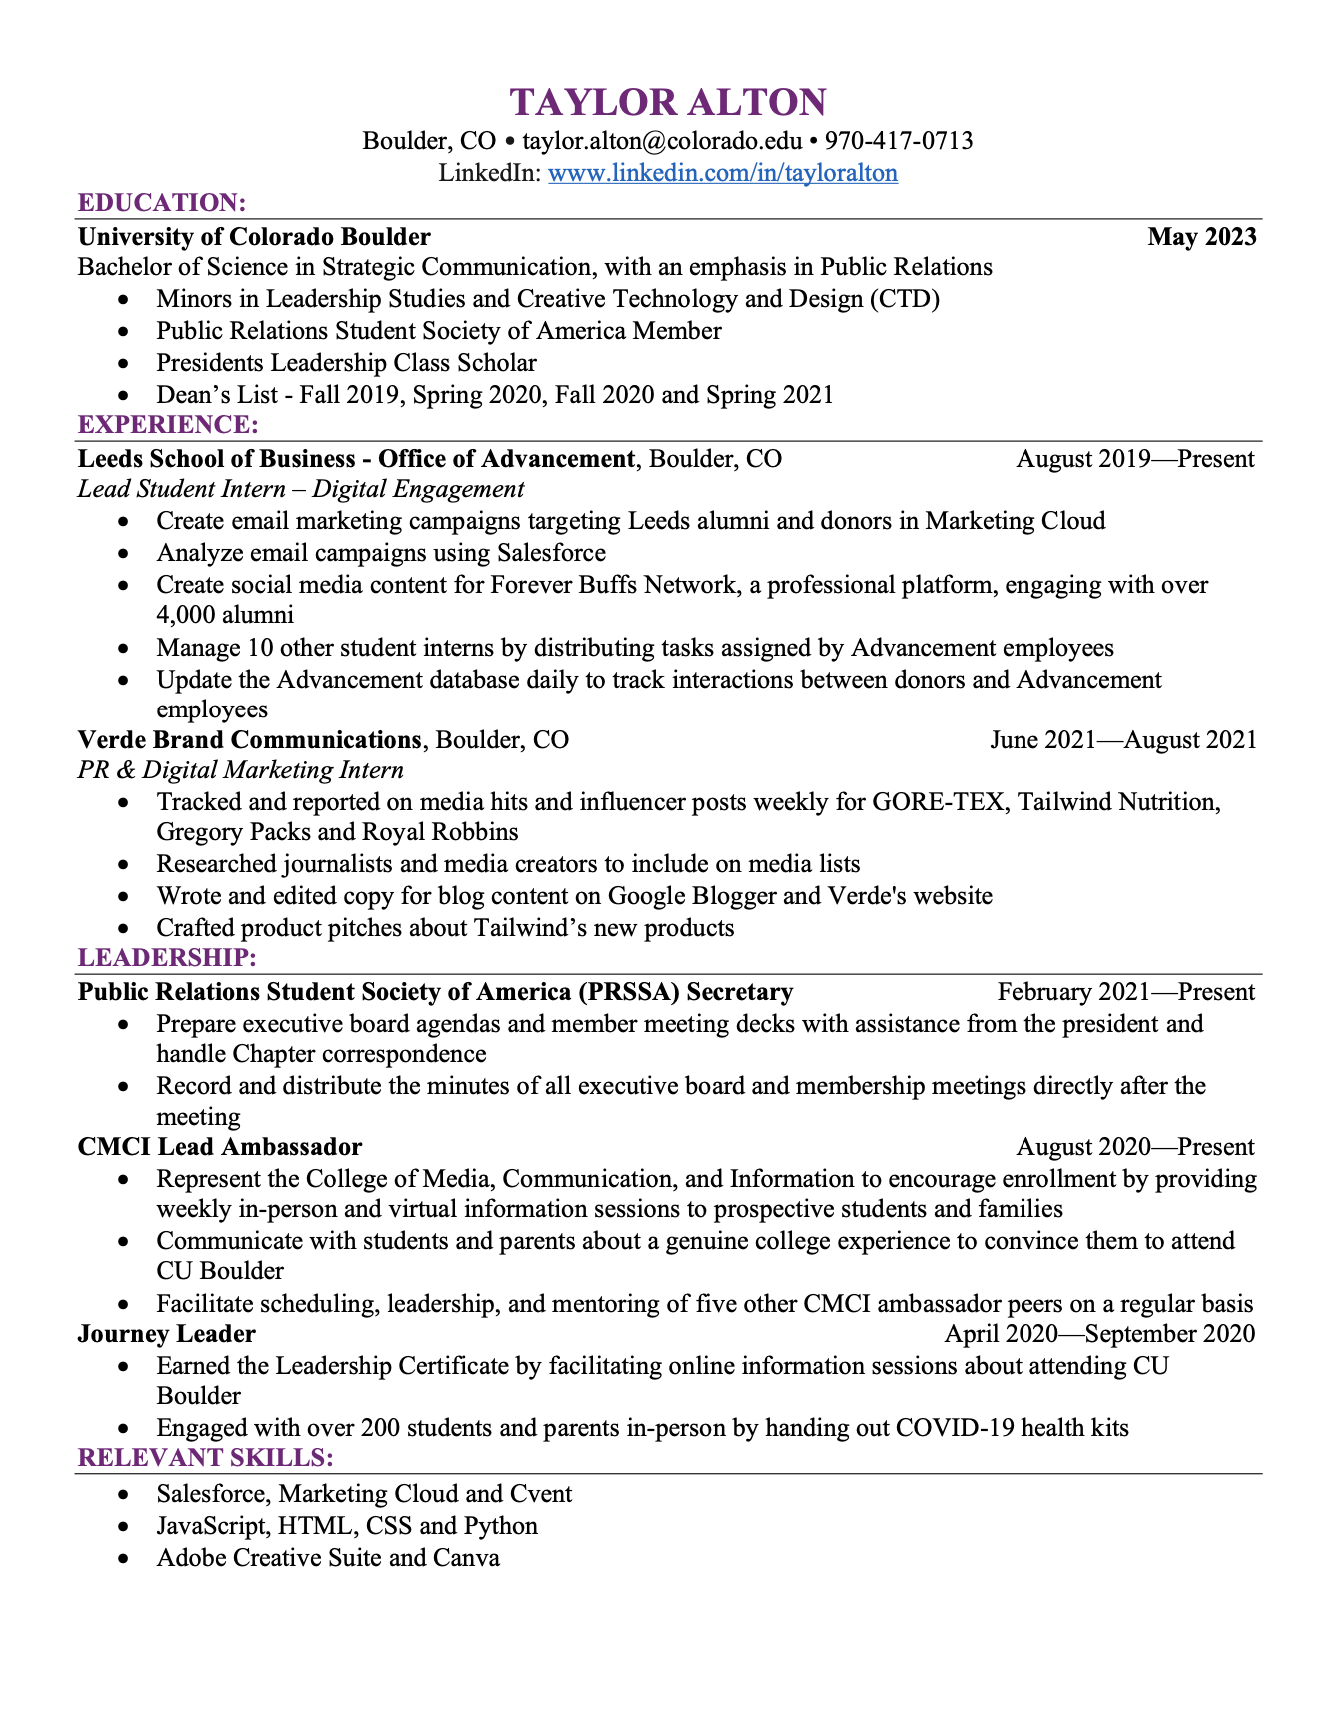 TAYLOR ALTON
Boulder, CO • taylor.alton@colorado.edu • 970-417-0713
LinkedIn: www.linkedin.com/in/tayloralton
EDUCATION:
University of Colorado Boulder May 2023
Bachelor of Science in Strategic Communication, with an emphasis in Public Relations
• Minors in Leadership Studies and Creative Technology and Design (CTD)
• Public Relations Student Society of America Member
• Presidents Leadership Class Scholar
• Dean’s List - Fall 2019, Spring 2020, Fall 2020 and Spring 2021
EXPERIENCE:
Leeds School of Business - Office of Advancement, Boulder, CO August 2019—Present
Lead Student Intern – Digital Engagement
• Create email marketing campaigns targeting Leeds alumni and donors in Marketing Cloud
• Analyze email campaigns using Salesforce
• Create social media content for Forever Buffs Network, a professional platform, engaging with over
4,000 alumni
• Manage 10 other student interns by distributing tasks assigned by Advancement employees
• Update the Advancement database daily to track interactions between donors and Advancement
employees
Verde Brand Communications, Boulder, CO June 2021—August 2021
PR & Digital Marketing Intern
• Tracked and reported on media hits and influencer posts weekly for GORE-TEX, Tailwind Nutrition,
Gregory Packs and Royal Robbins
• Researched journalists and media creators to include on media lists
• Wrote and edited copy for blog content on Google Blogger and Verde's website
• Crafted product pitches about Tailwind’s new products
LEADERSHIP:
Public Relations Student Society of America (PRSSA) Secretary February 2021—Present
• Prepare executive board agendas and member meeting decks with assistance from the president and
handle Chapter correspondence
• Record and distribute the minutes of all executive board and membership meetings directly after the
meeting
CMCI Lead Ambassador August 2020—Present
• Represent the College of Media, Communication, and Information to encourage enrollment by providing
weekly in-person and virtual information sessions to prospective students and families
• Communicate with students and parents about a genuine college experience to convince them to attend
CU Boulder
• Facilitate scheduling, leadership, and mentoring of five other CMCI ambassador peers on a regular basis
Journey Leader April 2020—September 2020
• Earned the Leadership Certificate by facilitating online information sessions about attending CU
Boulder
• Engaged with over 200 students and parents in-person by handing out COVID-19 health kits
RELEVANT SKILLS:
• Salesforce, Marketing Cloud and Cvent
• JavaScript, HTML, CSS and Python
• Adobe Creative Suite and Canva